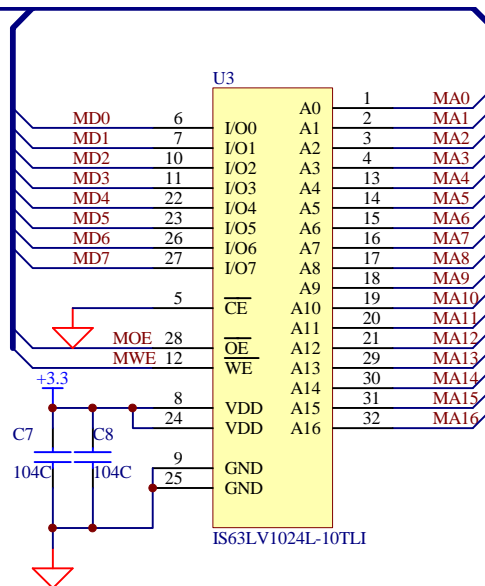 U3
MD0 6 I/O0 A0 1 MA0
MD1 7 I/O1 A1 2 MA1
MD2 10 I/O2 A2 3 MA2
MD3 11 I/O3 A3 4 MA3
MD4 22 I/O4 A4 13 MA4
MD5 23 I/O5 A5 14 MA5
MD6 26 I/O6 A6 15 MA6
MD7 27 I/O7 A7 16 MA7
A8 17 MA8
A9 18 MA9
5 CE A10 19 MA10
A11 20 MA11
MOE 28 OE A12 21 MA12
MWE 12 WE A13 29 MA13
+3.3 A14 30 MA14
8 VDD A15 31 MA15
C7 C8 24 VDD A16 32 MA16
104C 104C 9 GND
25 GND
IS63LV1024L-10TLI